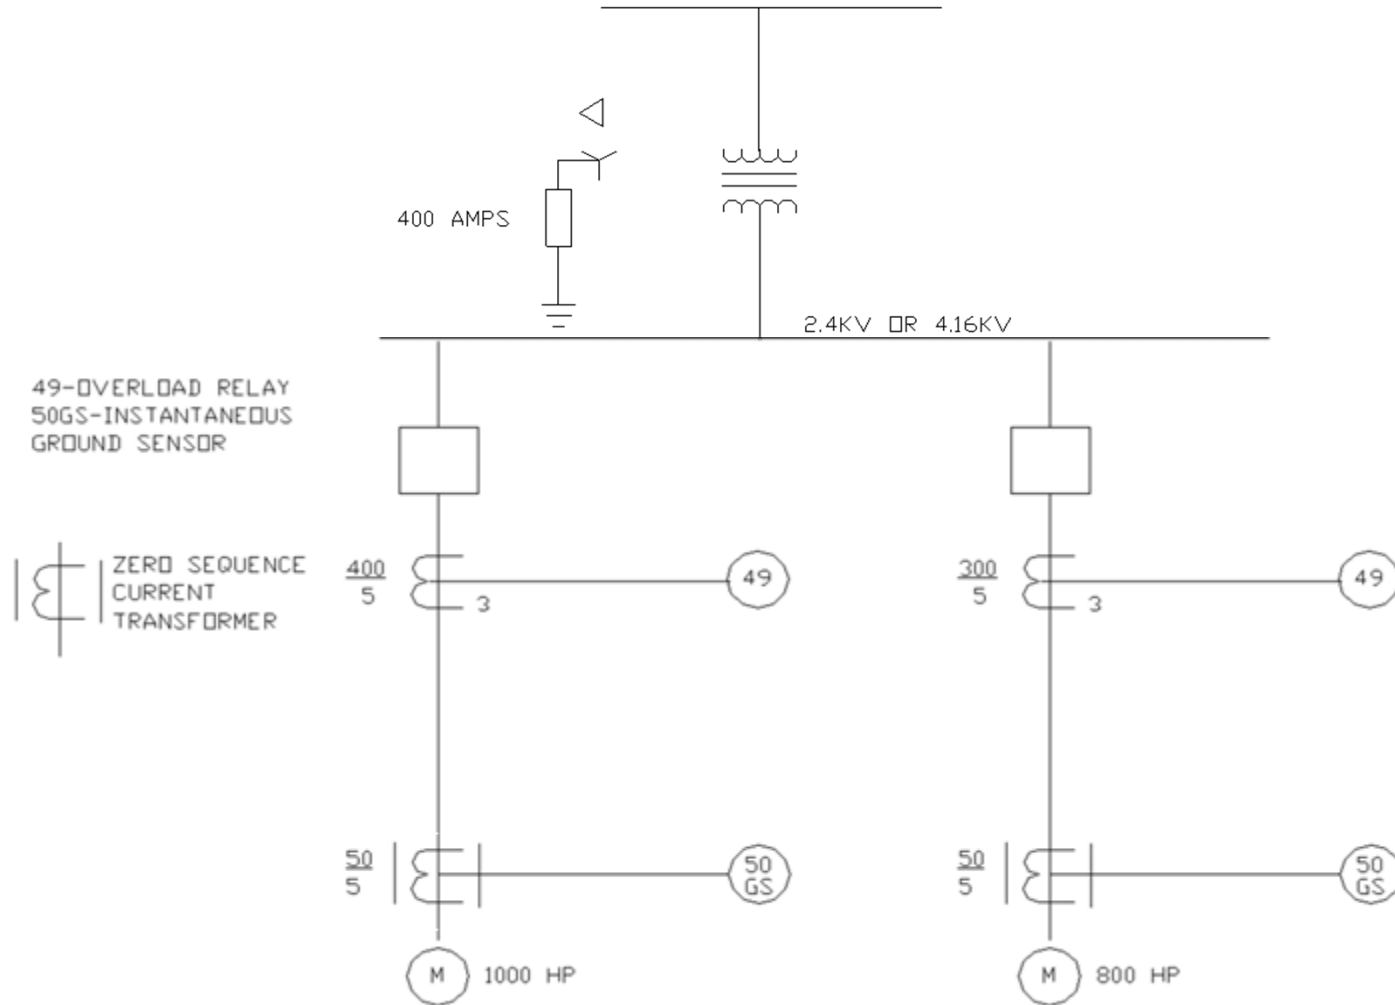 400 AMPS
2.4KV OR 4.16KV
49-OVERLOAD RELAY
50GS-INSTANTANEOUS
GROUND SENSOR
ZERO SEQUENCE
CURRENT
TRANSFORMER
400
5
3
49
300
5
3
49
50
5
50
GS
50
5
50
GS
M
1000 HP
M
800 HP